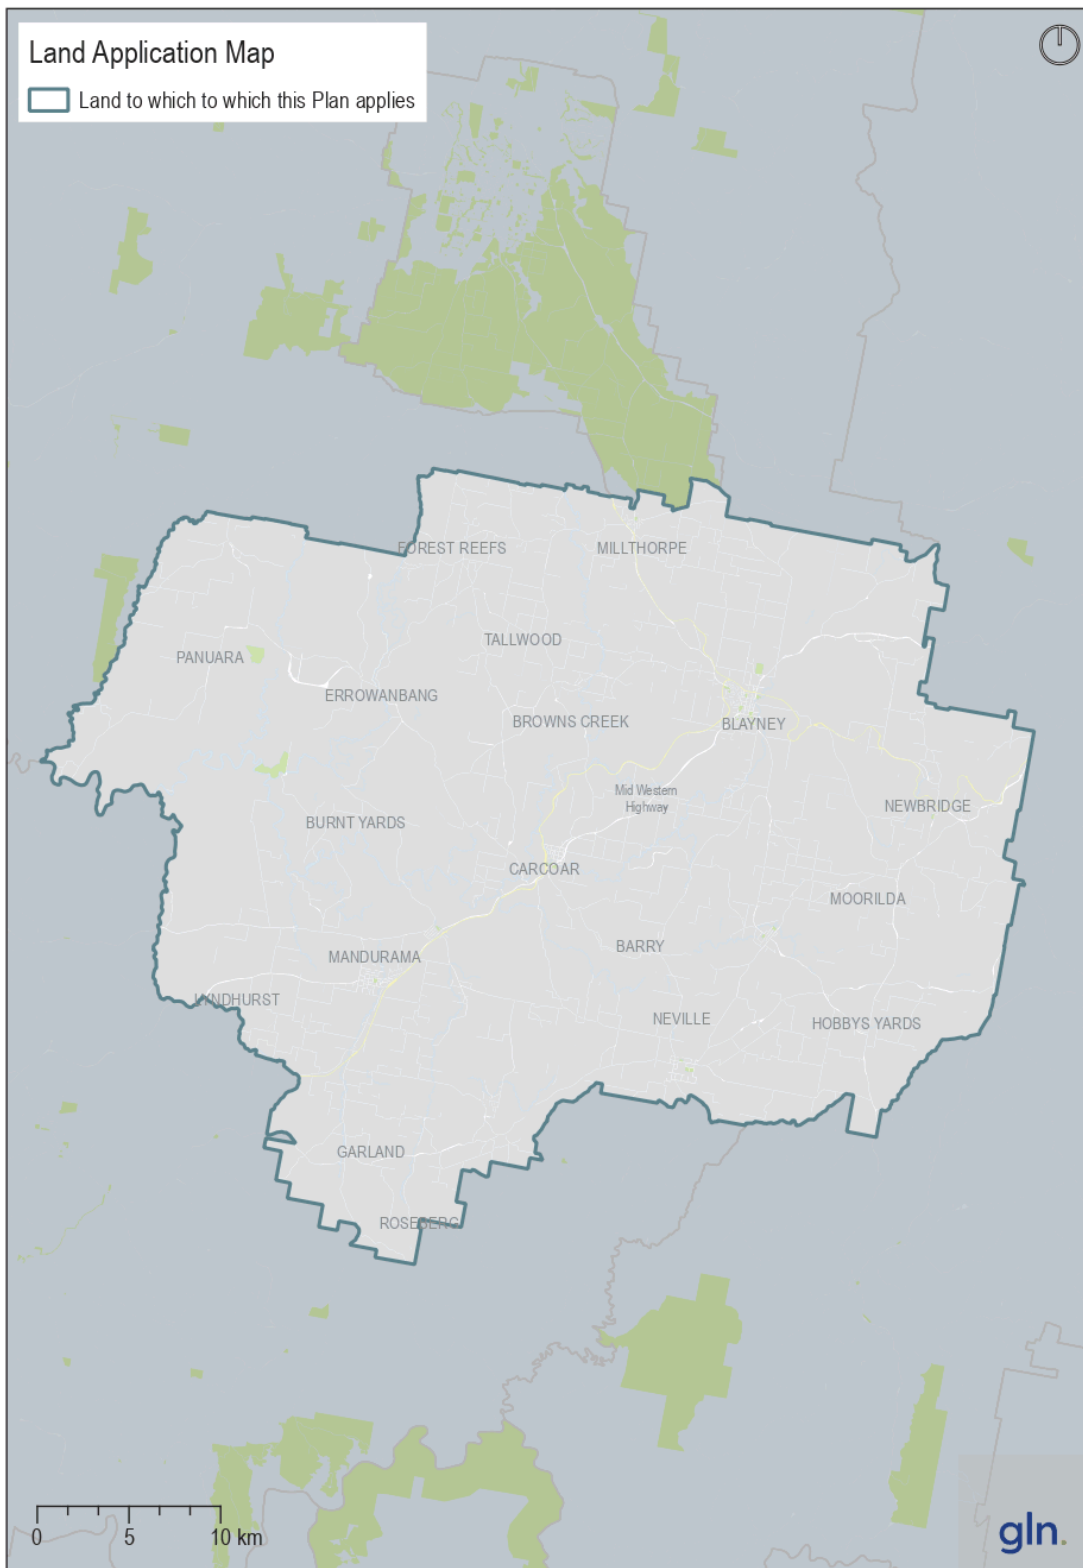 Land Application Map
Land to which to which this Plan applies
FOREST REEFS
MILLTHORPE
TALLWOOD
PANUARA
ERROWANBANG
BROWNS CREEK
BLAYNEY
Mid Western
Highway
NEWBRIDGE
BURNT YARDS
CARCOAR
MOORILDA
BARRY
MANDURAMA
LYNDHURST
NEVILLE
HOBBYS YARDS
GARLAND
ROSEBERG
0 5 10 km
gln.